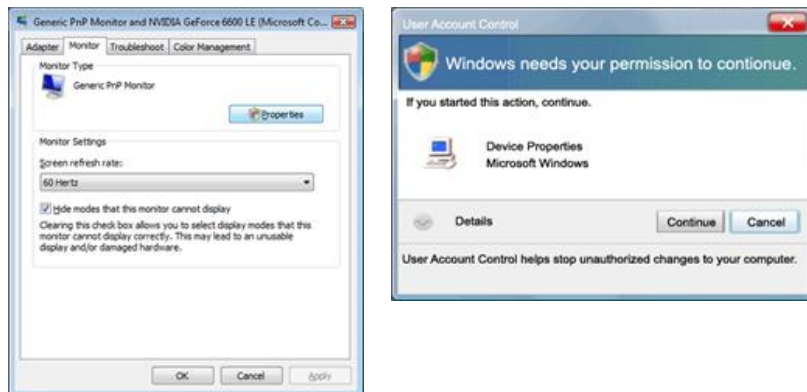 Generic PnP Monitor and NVIDIA GeForce 6600 LE (Microsoft Co...
Adapter Monitor Troubleshoot Color Management
Monitor Type
Generic PnP Monitor
Properties
Monitor Settings
Screen refresh rate:
60 Hertz
Hide modes that this monitor cannot display
Clearing this check box allows you to select display modes that this
monitor cannot display correctly. This may lead to an unusable
display and/or damaged hardware.
OK Cancel Apply
User Account Control
Windows needs your permission to contionue.
If you started this action, continue.
Device Properties
Microsoft Windows
Details Continue Cancel
User Account Control helps stop unauthorized changes to your computer.